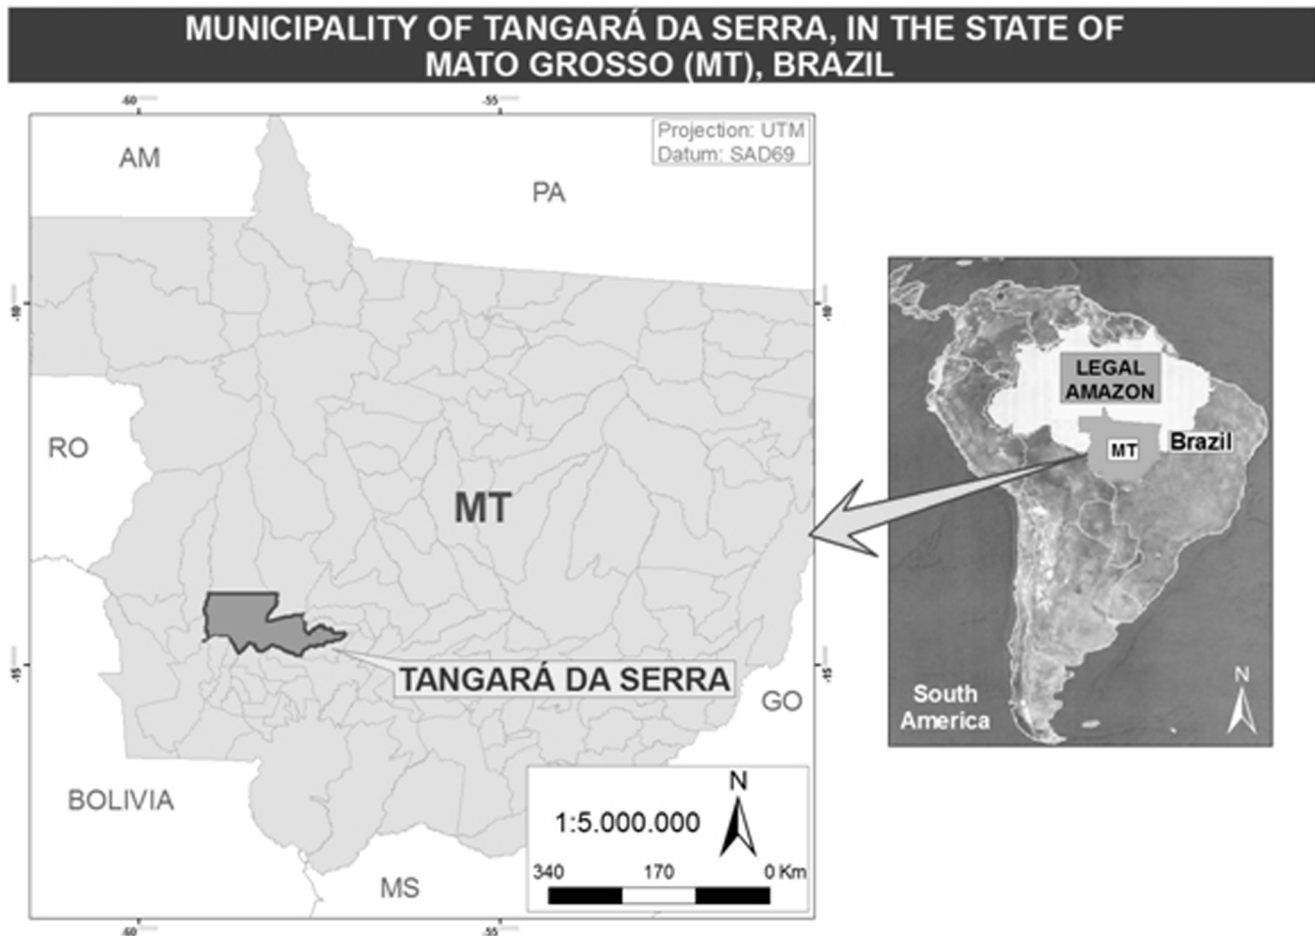 MUNICIPALITY OF TANGARÁ DA SERRA, IN THE STATE OF
MATO GROSSO (MT), BRAZIL
-60
-55
Projection: UTM
Datum: SAD69
AM
PA
-10
-10
RO
MT
TANGARÁ DA SERRA
-15
-15
GO
BOLIVIA
MS
N
1:5.000.000
340 170 0 Km
-60
-55
LEGAL
AMAZON
MT
Brazil
South
America
N